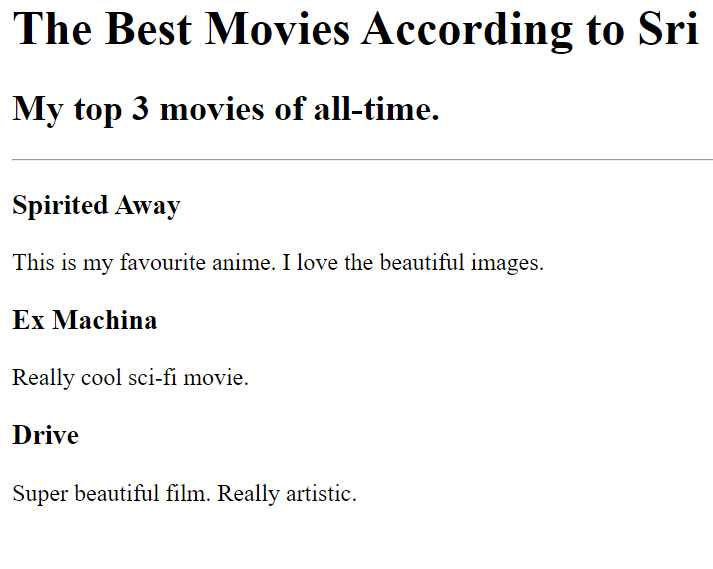 The Best Movies According to Sri
My top 3 movies of all-time.
Spirited Away
This is my favourite anime. I love the beautiful images.
Ex Machina
Really cool sci-fi movie.
Drive
Super beautiful film. Really artistic.